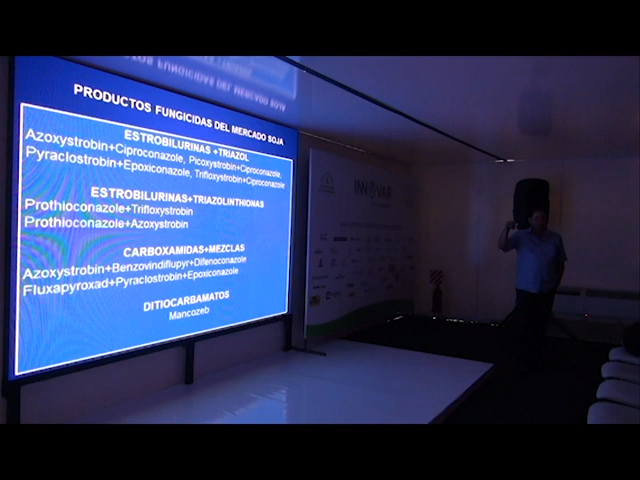 PRODUCTOS FUNGICIDAS DEL MERCADO SOJA
ESTROBILURINAS +TRIAZOL
Azoxystrobin+Ciproconazole, Picoxystrobin+Ciproconazole,
Pyraclostrobin+Epoxiconazole, Trifloxystrobin+Ciproconazole
ESTROBILURINAS+TRIAZOLINTHIONAS
Prothioconazole+Trifloxystrobin
Prothioconazole+Azoxystrobin
CARBOXAMIDAS+MEZCLAS
Azoxystrobin+Benzovindiflupyr+Difenoconazole
Fluxapyroxad+Pyraclostrobin+Epoxiconazole
DITIOCARBAMATOS
Mancozeb
INNOVAR